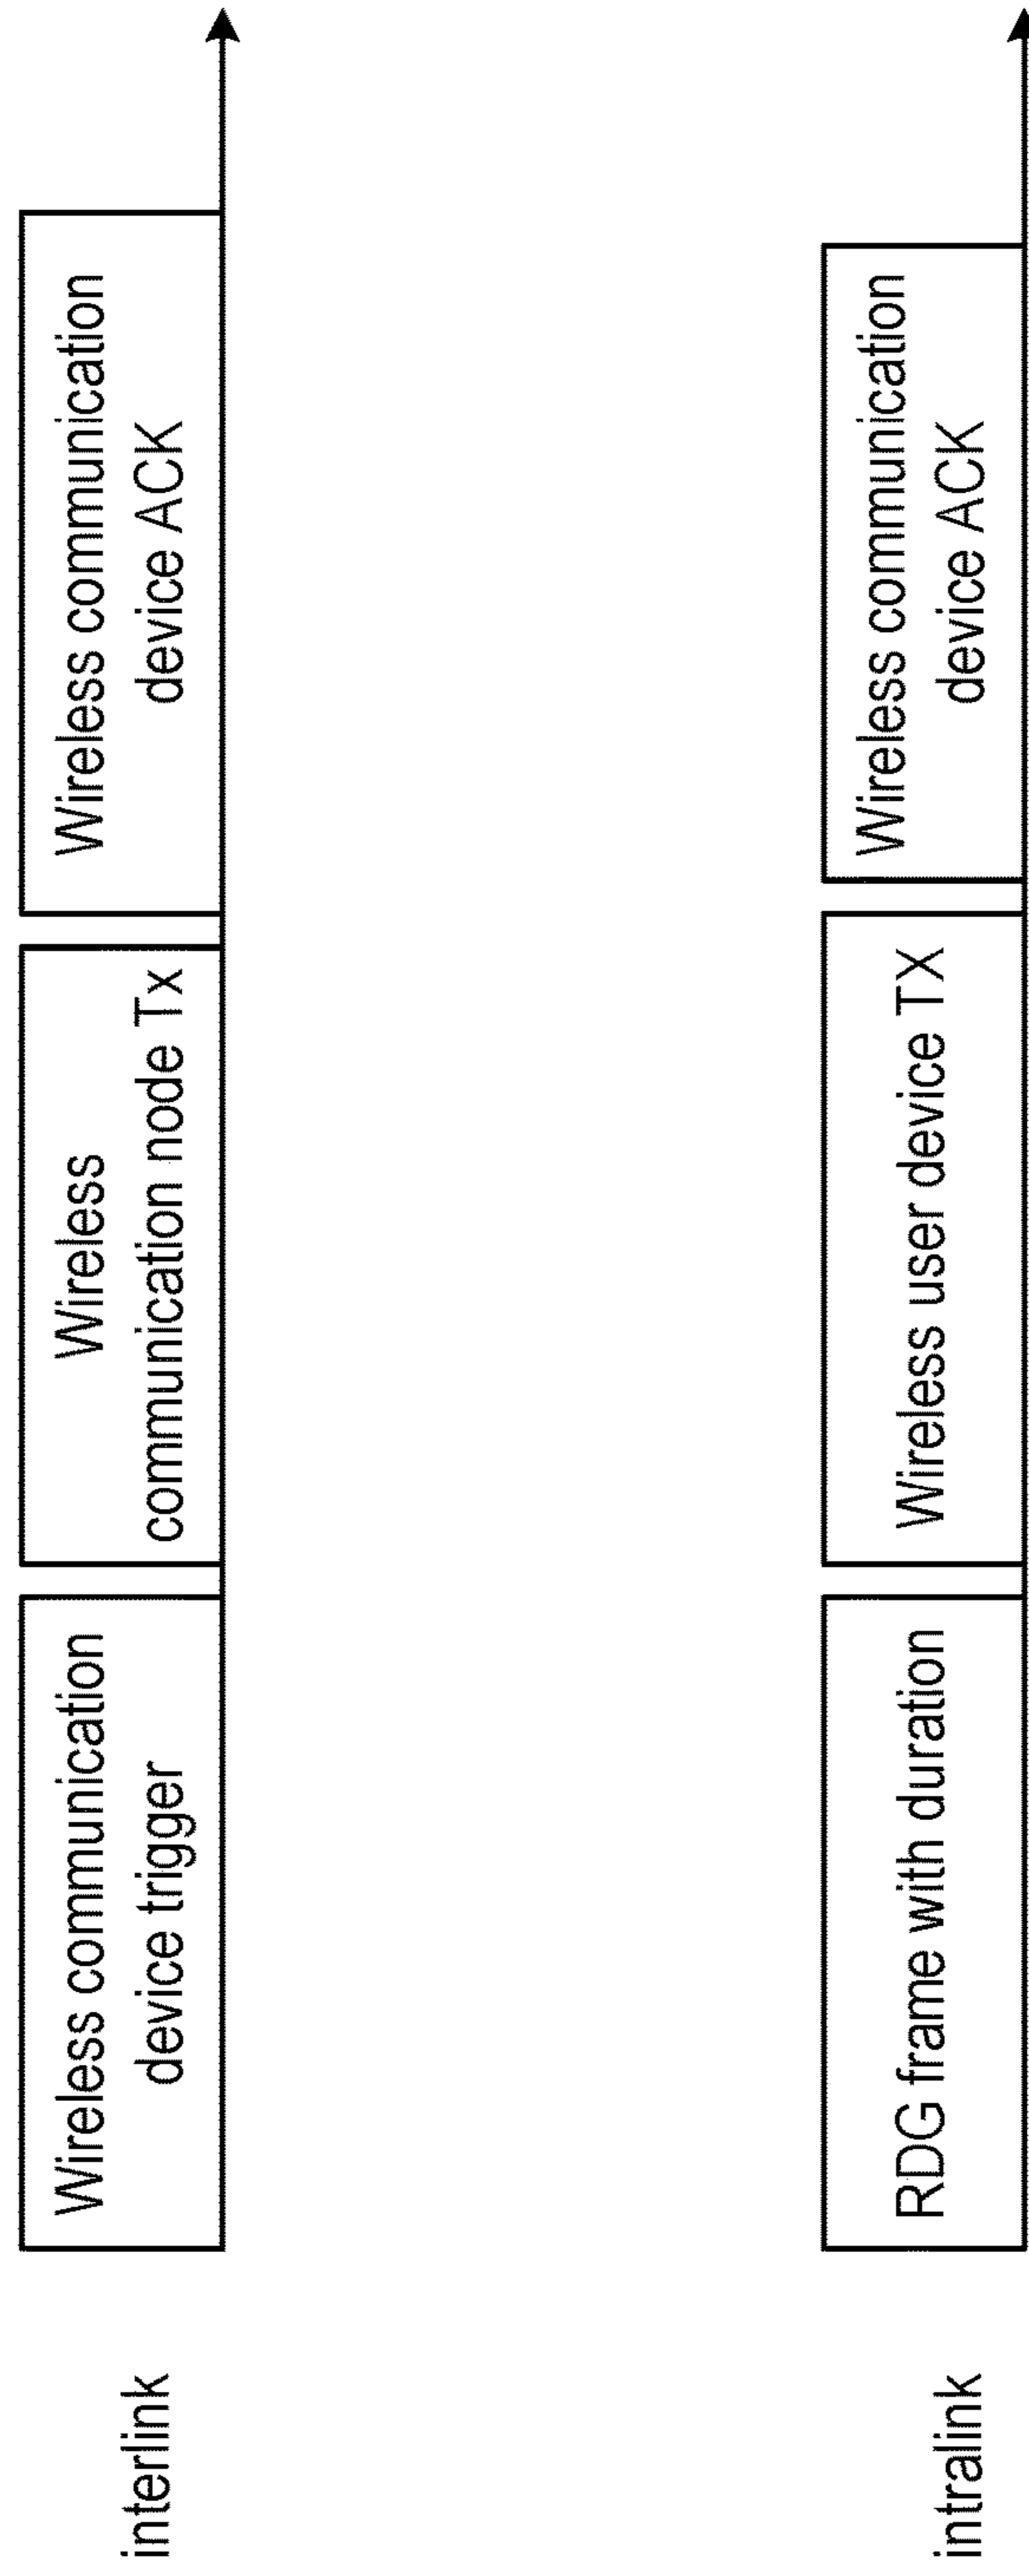 interlink
Wireless communication
device trigger
Wireless
communication node Tx
Wireless communication
device ACK
intralink
RDG frame with duration
Wireless user device TX
Wireless communication
device ACK